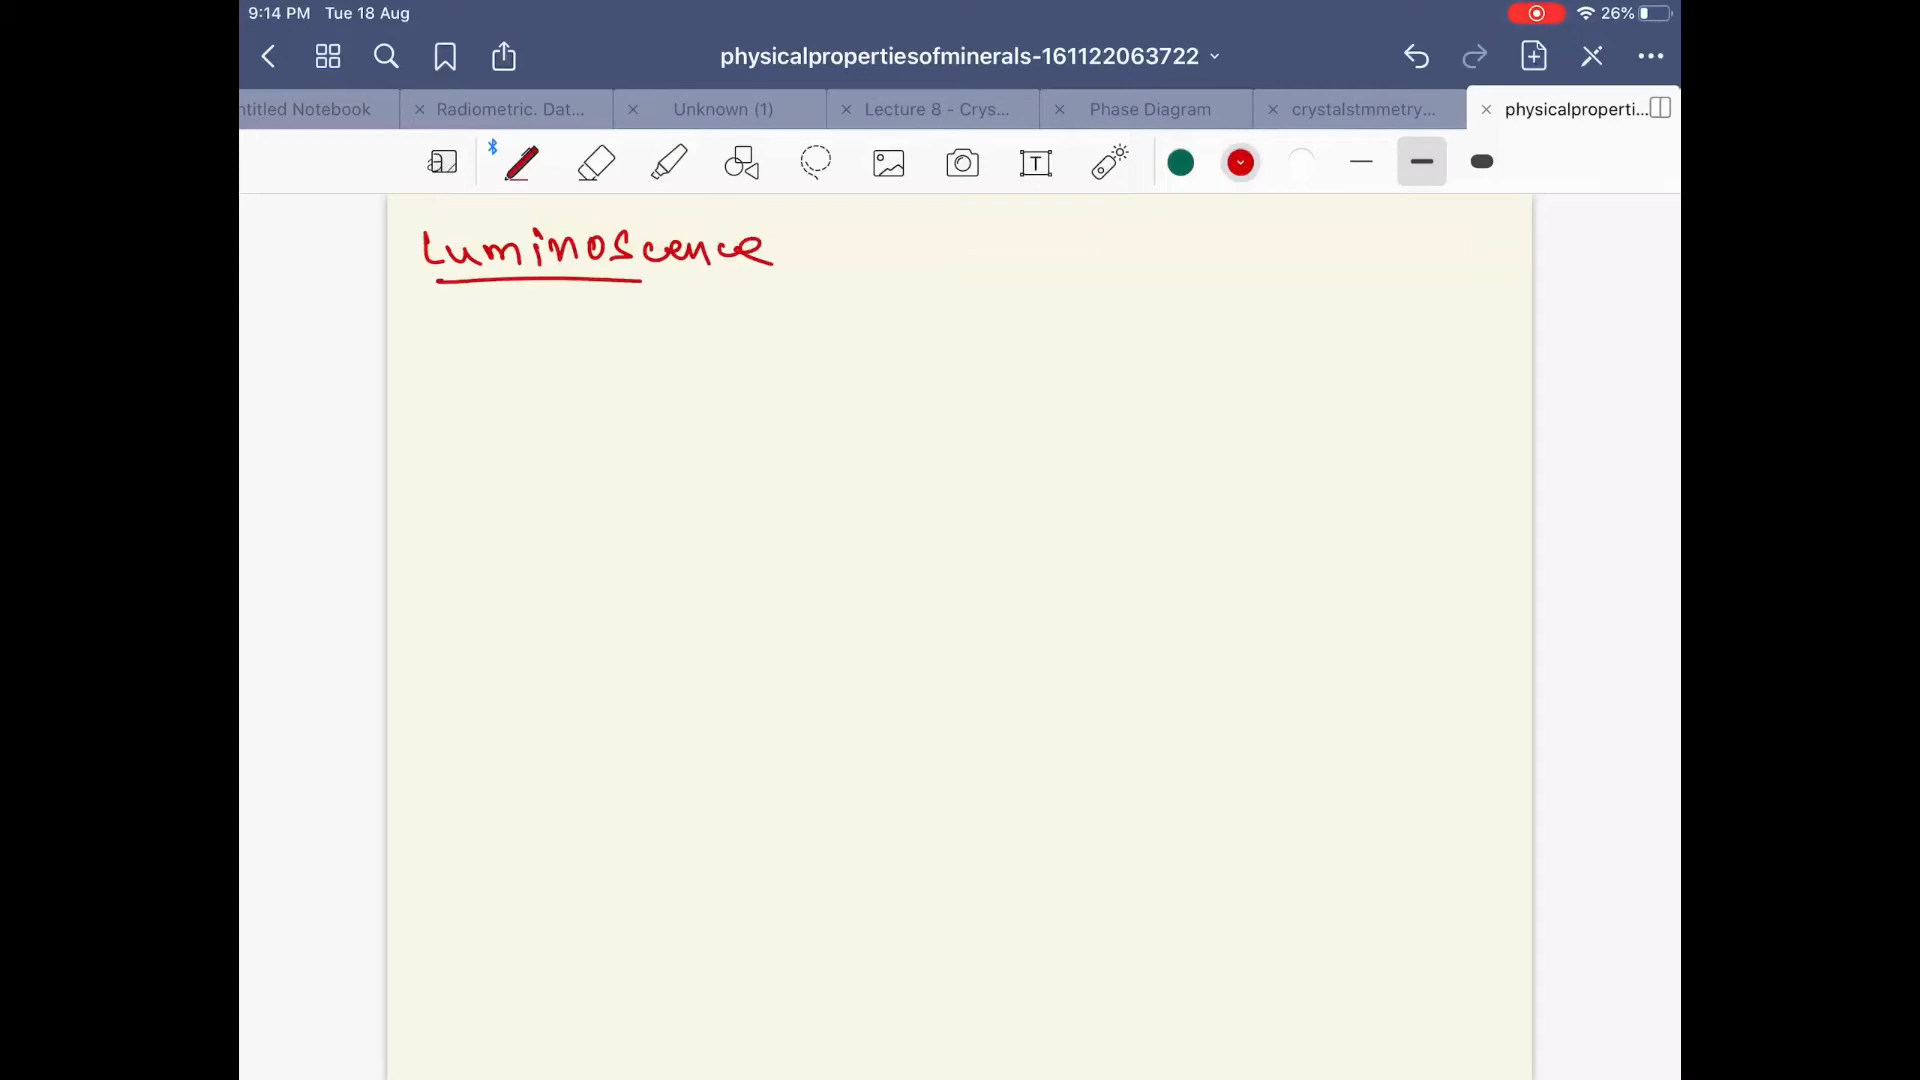 9:14 PM Tue 18 Aug 26%
physicalpropertiesofminerals-161122063722
ntitled Notebook Radiometric. Dat... Unknown (1) Lecture 8 - Crys... Phase Diagram crystalstmmetry... physicalproperti...
T
Luminoscence